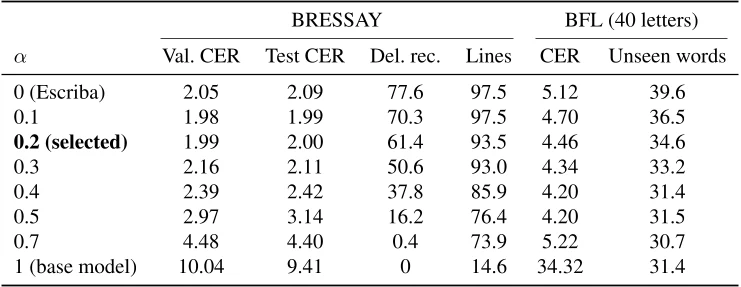 BRESSAY BFL (40 letters)
α Val. CER Test CER Del. rec. Lines CER Unseen words
0 (Escriba) 2.05 2.09 77.6 97.5 5.12 39.6
0.1 1.98 1.99 70.3 97.5 4.70 36.5
0.2 (selected) 1.99 2.00 61.4 93.5 4.46 34.6
0.3 2.16 2.11 50.6 93.0 4.34 33.2
0.4 2.39 2.42 37.8 85.9 4.20 31.4
0.5 2.97 3.14 16.2 76.4 4.20 31.5
0.7 4.48 4.40 0.4 73.9 5.22 30.7
1 (base model) 10.04 9.41 0 14.6 34.32 31.4